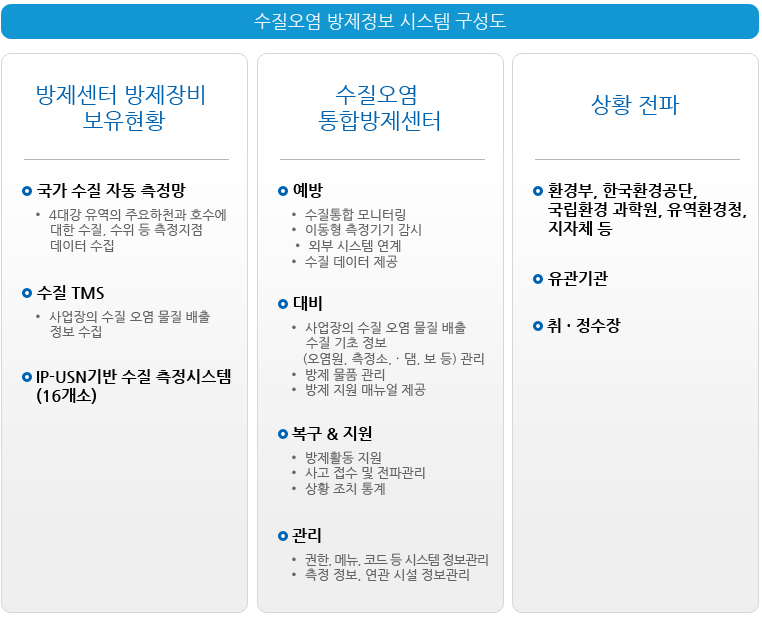 수질오염 방제정보 시스템 구성도
방제센터 방제장비
보유현황
국가 수질 자동 측정망
• 4대강 유역의 주요하천과 호수에
대한 수질, 수위 등 측정지점
데이터 수집
수질 TMS
• 사업장의 수질 오염 물질 배출
정보 수집
IP-USN기반 수질 측정시스템
(16개소)
수질오염
통합방제센터
예방
• 수질통합 모니터링
• 이동형 측정기기 감시
• 외부 시스템 연계
• 수질 데이터 제공
대비
• 사업장의 수질 오염 물질 배출
수질 기초 정보
(오염원, 측정소, · 댐, 보 등) 관리
• 방제 물품 관리
• 방제 지원 매뉴얼 제공
복구 & 지원
• 방제활동 지원
• 사고 접수 및 전파관리
• 상황 조치 통계
관리
• 권한, 메뉴, 코드 등 시스템 정보관리
• 측정 정보, 연관 시설 정보관리
상황 전파
환경부, 한국환경공단,
국립환경 과학원, 유역환경청,
지자체 등
유관기관
취 · 정수장